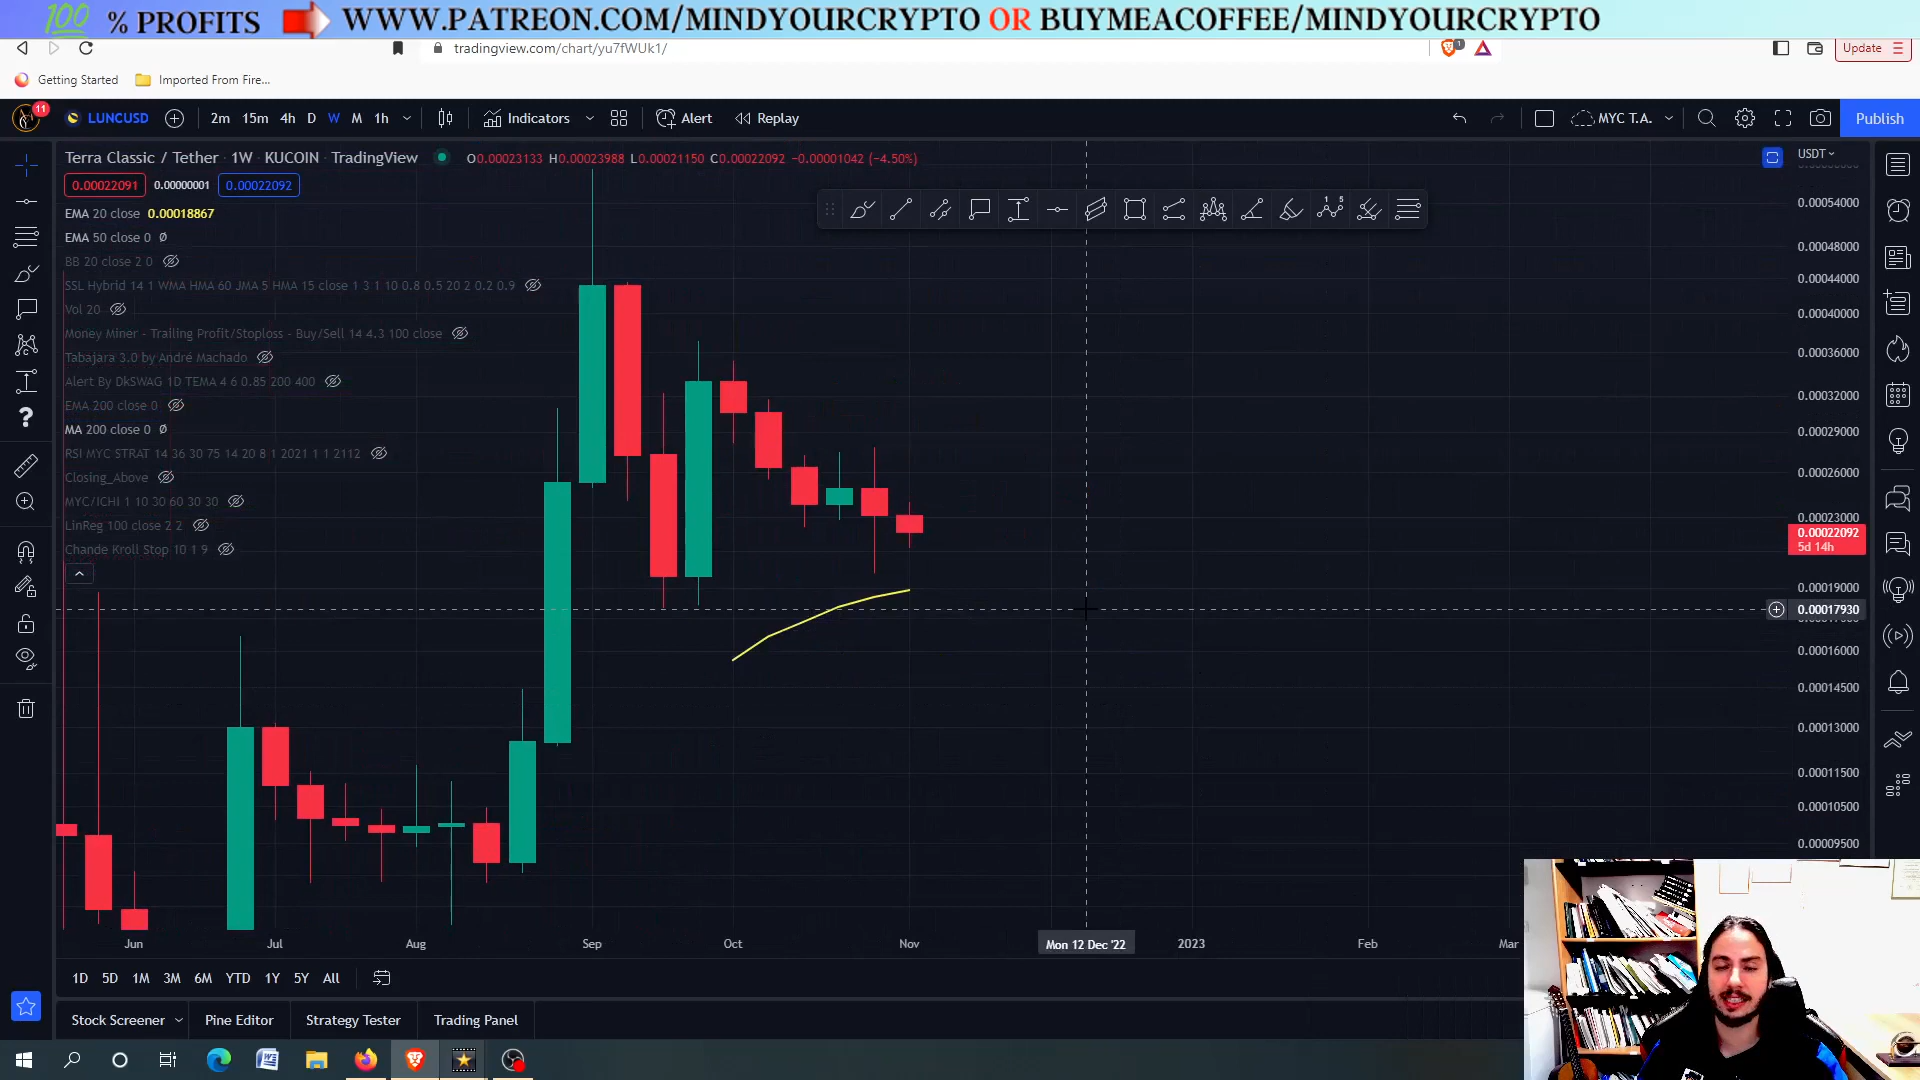 100 % PROFITS WWW.PATREON.COM/MINDYOURCRYPTO OR BUYMEACOFFEE/MINDYOURCRYPTO
tradingview.com/chart/yu7fWUk1/
1
Update
Getting Started Imported From Fire...
11
LUNCUSD 2m 15m 4h D W M 1h Indicators Alert Replay MYC T.A. Publish
Terra Classic / Tether · 1W · KUCOIN · TradingView O0.00023133 H0.00023988 L0.00021150 C0.00022092 −0.00001042 (−4.50%) USDT
0.00022091 0.00000001 0.00022092
EMA 20 close 0.00018867
EMA 50 close 0 Ø
BB 20 close 2 0
SSL Hybrid 14 1 WMA HMA 60 JMA 5 HMA 15 close 1 3 1 10 0.8 0.5 20 2 0.2 0.9
Vol 20
Money Miner - Trailing Profit/Stoploss - Buy/Sell 14 4.3 100 close
Tabajara 3.0 by André Machado
Alert By DkSWAG 1D TEMA 4 6 0.85 200 400
EMA 200 close 0
MA 200 close 0 Ø
RSI MYC STRAT 14 36 30 75 14 20 8 1 2021 1 1 2112
Closing_Above
MYC/ICHI 1 10 30 60 30 30
LinReg 100 close 2 2
Chande Kroll Stop 10 1 9
0.00054000
0.00048000
0.00044000
0.00040000
0.00036000
0.00032000
0.00029000
0.00026000
0.00023000
0.00022092
5d 14h
0.00019000
0.00017930
0.00016000
0.00014500
0.00013000
0.00011500
0.00010500
0.00009500
Jun Jul Aug Sep Oct Nov Mon 12 Dec '22 2023 Feb Mar
1D 5D 1M 3M 6M YTD 1Y 5Y All
Stock Screener Pine Editor Strategy Tester Trading Panel